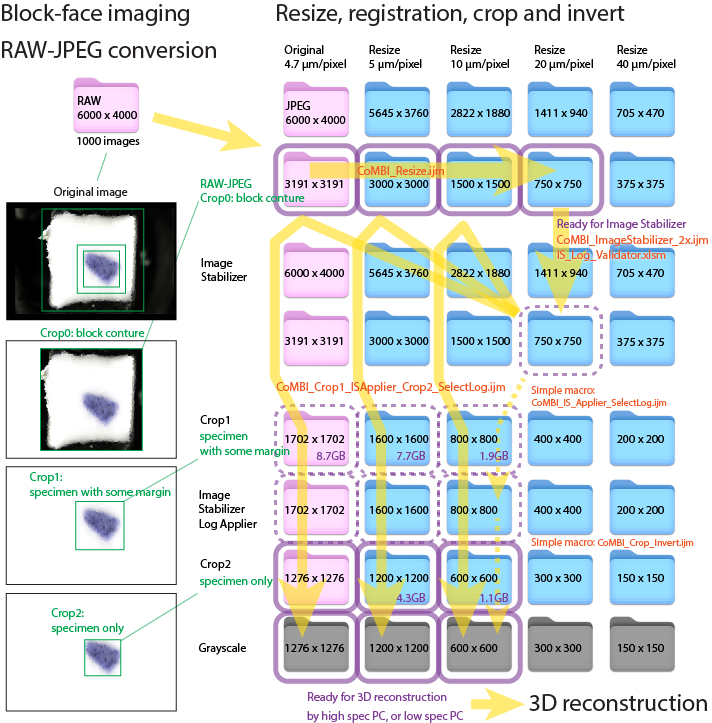 Block-face imaging
RAW-JPEG conversion
RAW
6000 x 4000
1000 images
Original image
Crop0: block conture
Crop1:
specimen with some margin
Crop2:
specimen only
Resize, registration, crop and invert
Original
4.7 µm/pixel
Resize
5 µm/pixel
Resize
10 µm/pixel
Resize
20 µm/pixel
Resize
40 µm/pixel
JPEG
6000 x 4000
5645 x 3760
2822 x 1880
1411 x 940
705 x 470
RAW-JPEG
Crop0: block conture
CoMBI_Resize.ijm
3191 x 3191
3000 x 3000
1500 x 1500
750 x 750
375 x 375
Ready for Image Stabilizer
CoMBI_ImageStabilizer_2x.ijm
IS_Log_Validator.xlsm
Image
Stabilizer
6000 x 4000
5645 x 3760
2822 x 1880
1411 x 940
705 x 470
3191 x 3191
3000 x 3000
1500 x 1500
750 x 750
375 x 375
CoMBI_Crop1_ISApplier_Crop2_SelectLog.ijm
Simple macro:
CoMBI_IS_Applier_SelectLog.ijm
Crop1
specimen
with some margin
1702 x 1702
8.7GB
1600 x 1600
7.7GB
800 x 800
1.9GB
400 x 400
200 x 200
Image
Stabilizer
Log Applier
1702 x 1702
1600 x 1600
800 x 800
400 x 400
200 x 200
Simple macro: CoMBI_Crop_Invert.ijm
Crop2
specimen only
1276 x 1276
1200 x 1200
4.3GB
600 x 600
1.1GB
300 x 300
150 x 150
Grayscale
1276 x 1276
1200 x 1200
600 x 600
300 x 300
150 x 150
Ready for 3D reconstruction
by high spec PC, or low spec PC
3D reconstruction